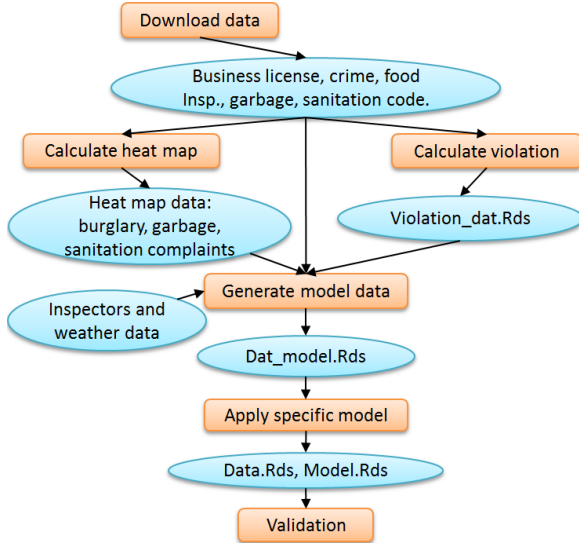 Download data
Business license, crime, food
Insp., garbage, sanitation code.
Calculate heat map
Calculate violation
Heat map data:
burglary, garbage,
sanitation complaints
Violation_dat.Rds
Generate model data
Inspectors and
weather data
Dat_model.Rds
Apply specific model
Data.Rds, Model.Rds
Validation